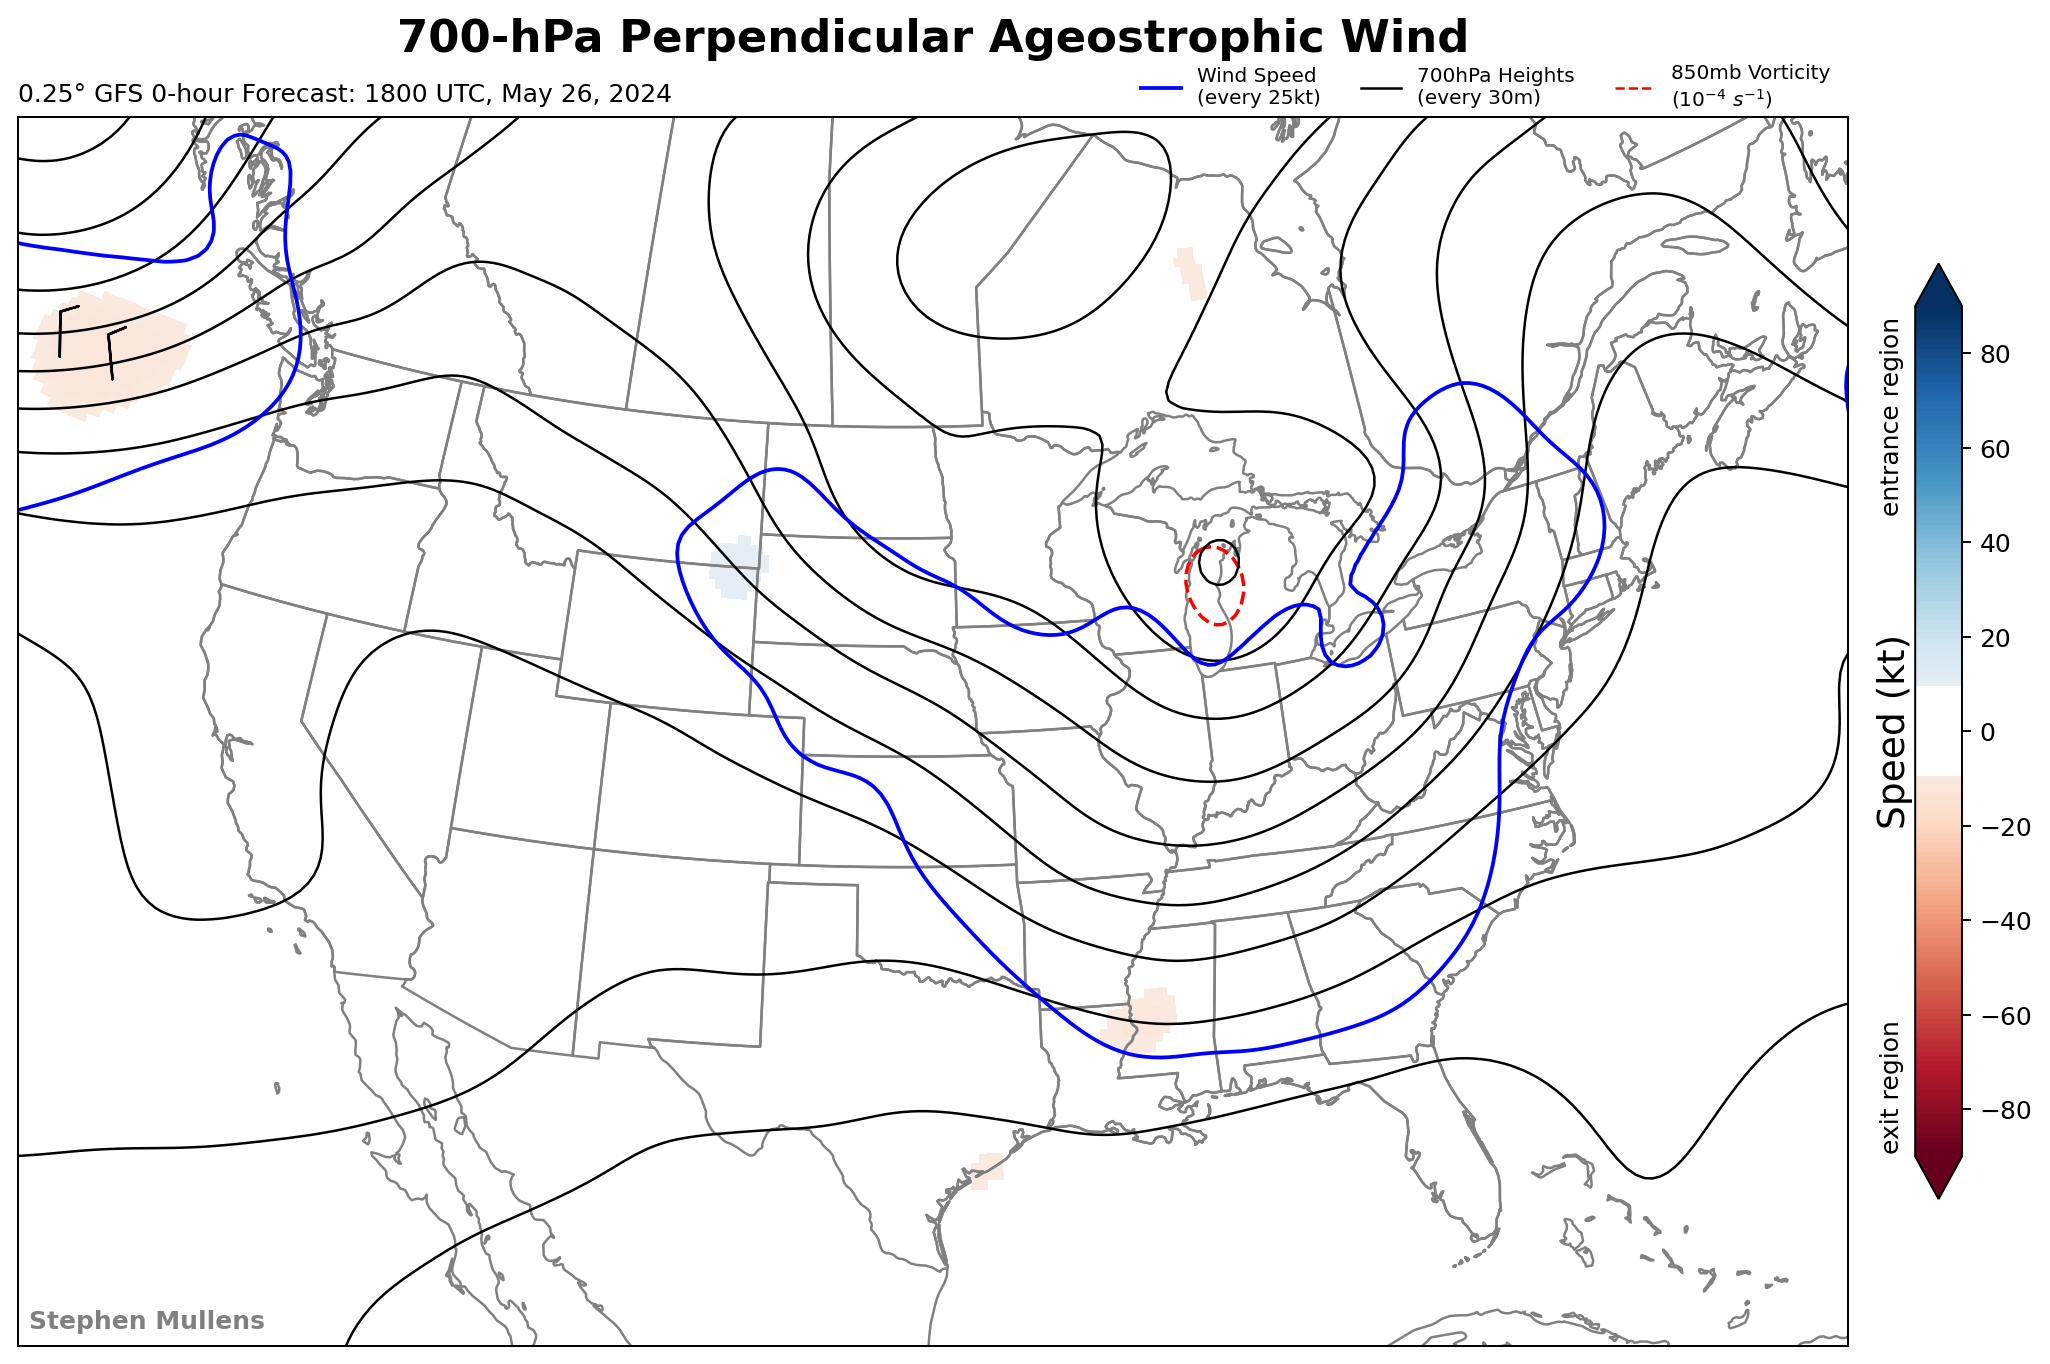 700-hPa Perpendicular Ageostrophic Wind
0.25° GFS 0-hour Forecast: 1800 UTC, May 26, 2024
Wind Speed
(every 25kt)
700hPa Heights
(every 30m)
850mb Vorticity
(10⁻⁴ s⁻¹)
entrance region
Speed (kt)
exit region
80
60
40
20
0
−20
−40
−60
−80
Stephen Mullens